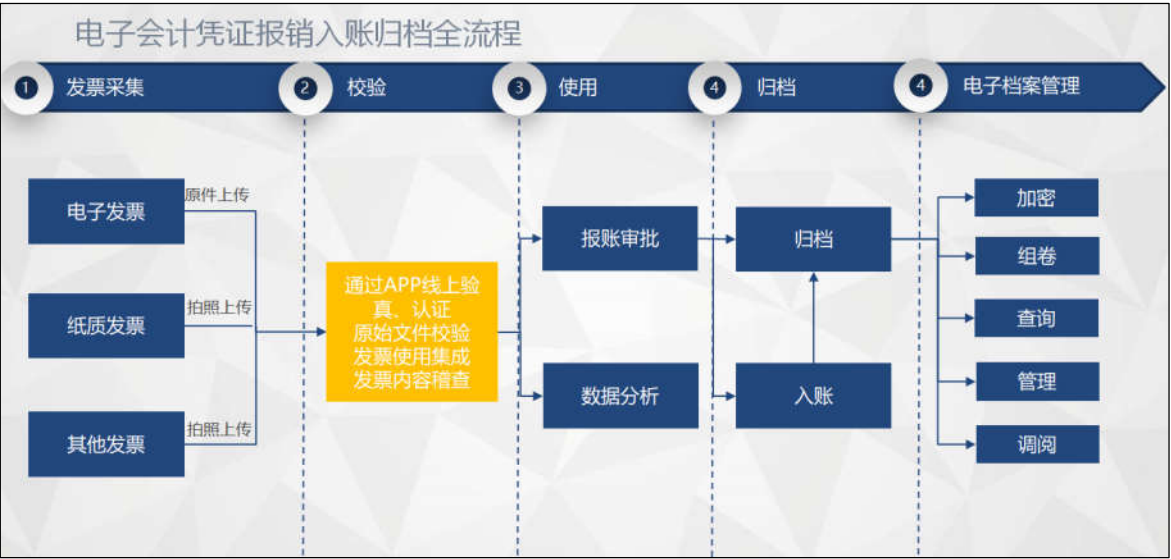 电子会计凭证报销入账归档全流程
1 发票采集
2 校验
3 使用
4 归档
4 电子档案管理
电子发票
原件上传
纸质发票
拍照上传
其他发票
拍照上传
通过APP线上验
真、认证
原始文件校验
发票使用集成
发票内容稽查
报账审批
数据分析
归档
入账
加密
组卷
查询
管理
调阅